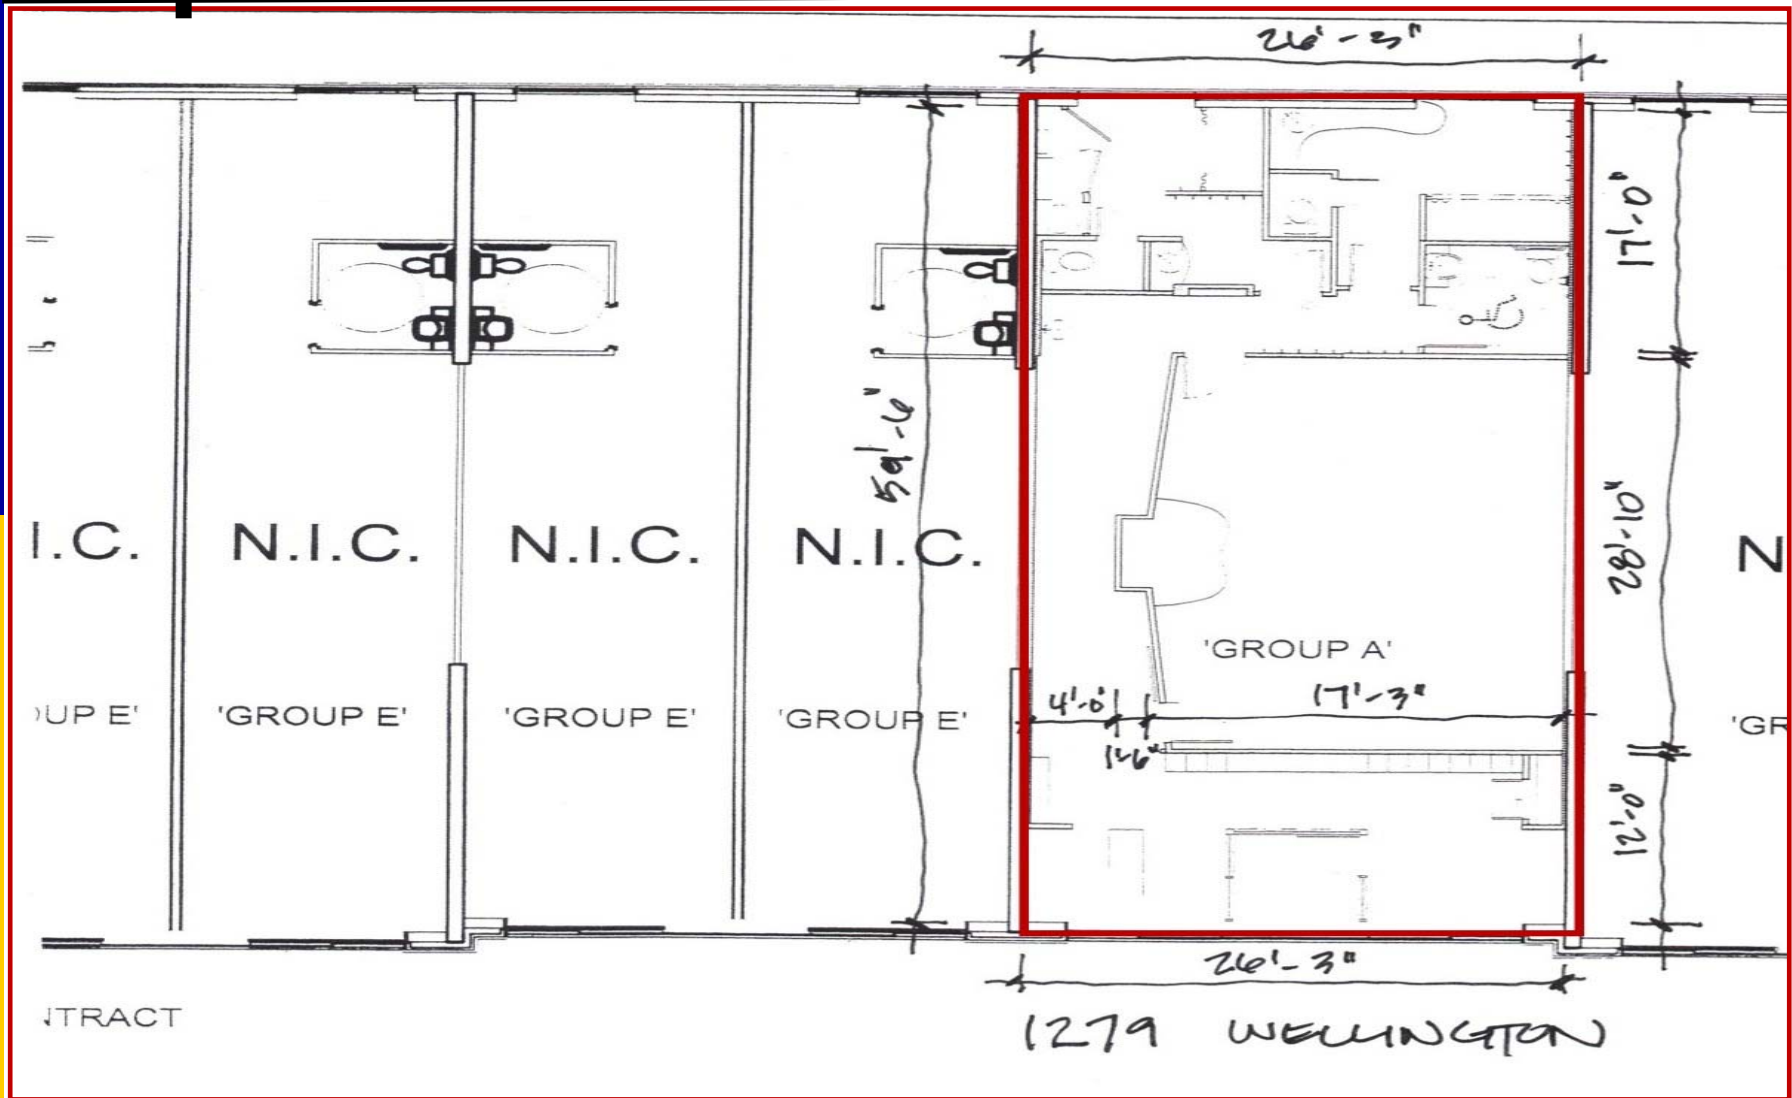 26'-3"
17'-0"
59'-6"
28'-10"
I.C. N.I.C. N.I.C. N.I.C. N
'GROUP A'
UP E' 'GROUP E' 'GROUP E' 'GROUP E' 4'-0" 17'-3" 'GR
1'-6"
12'-0"
26'-3"
TRACT
1279 WELLINGTON